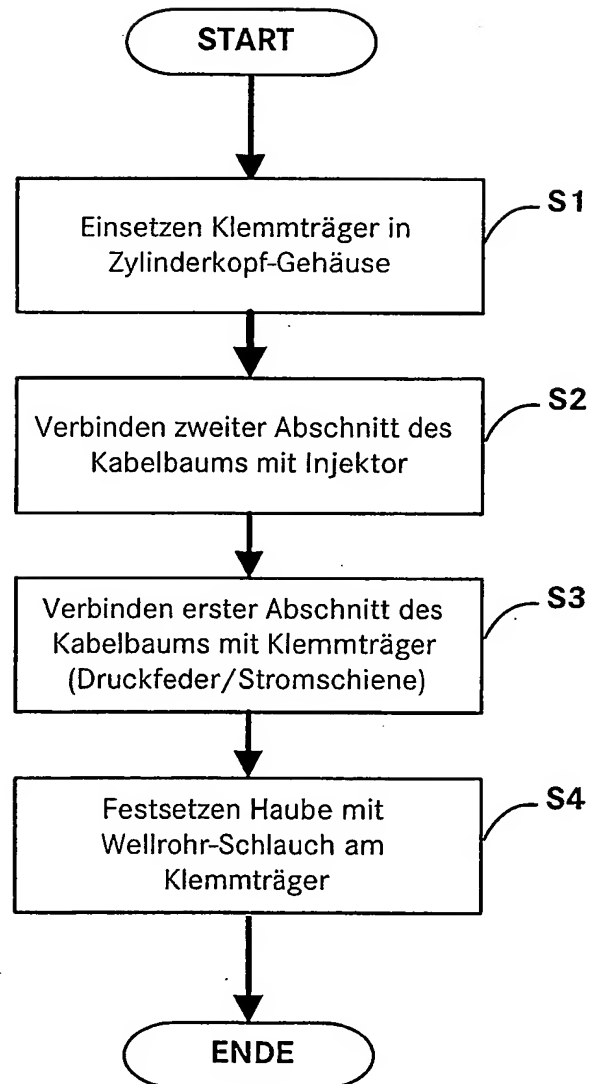 START
S1
Einsetzen Klemmträger in
Zylinderkopf-Gehäuse
S2
Verbinden zweiter Abschnitt des
Kabelbaums mit Injektor
S3
Verbinden erster Abschnitt des
Kabelbaums mit Klemmträger
(Druckfeder/Stromschiene)
S4
Festsetzen Haube mit
Wellrohr-Schlauch am
Klemmträger
ENDE